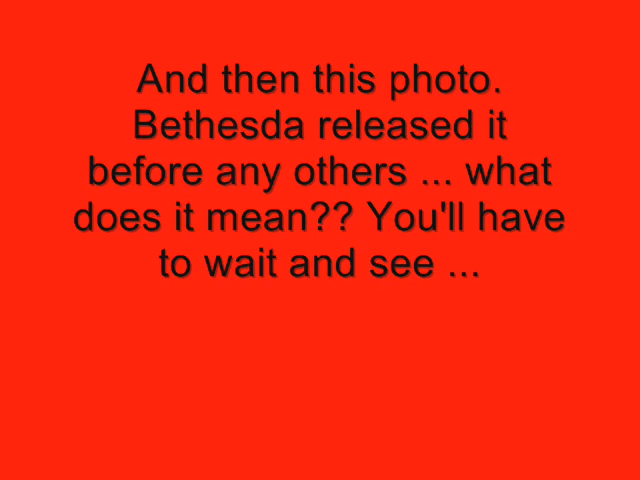 And then this photo.
Bethesda released it
before any others ... what
does it mean?? You'll have
to wait and see ...